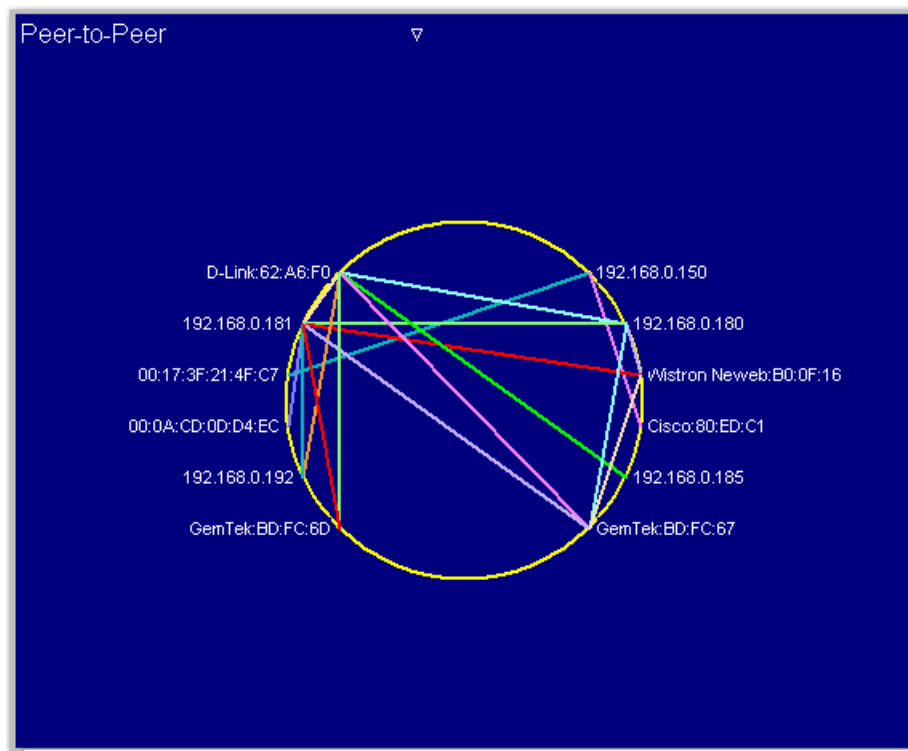 Peer-to-Peer
D-Link:62:A6:F0
192.168.0.150
192.168.0.181
192.168.0.180
00:17:3F:21:4F:C7
Wistron Neweb:B0:0F:16
00:0A:CD:0D:D4:EC
Cisco:80:ED:C1
192.168.0.192
192.168.0.185
GemTek:BD:FC:6D
GemTek:BD:FC:67